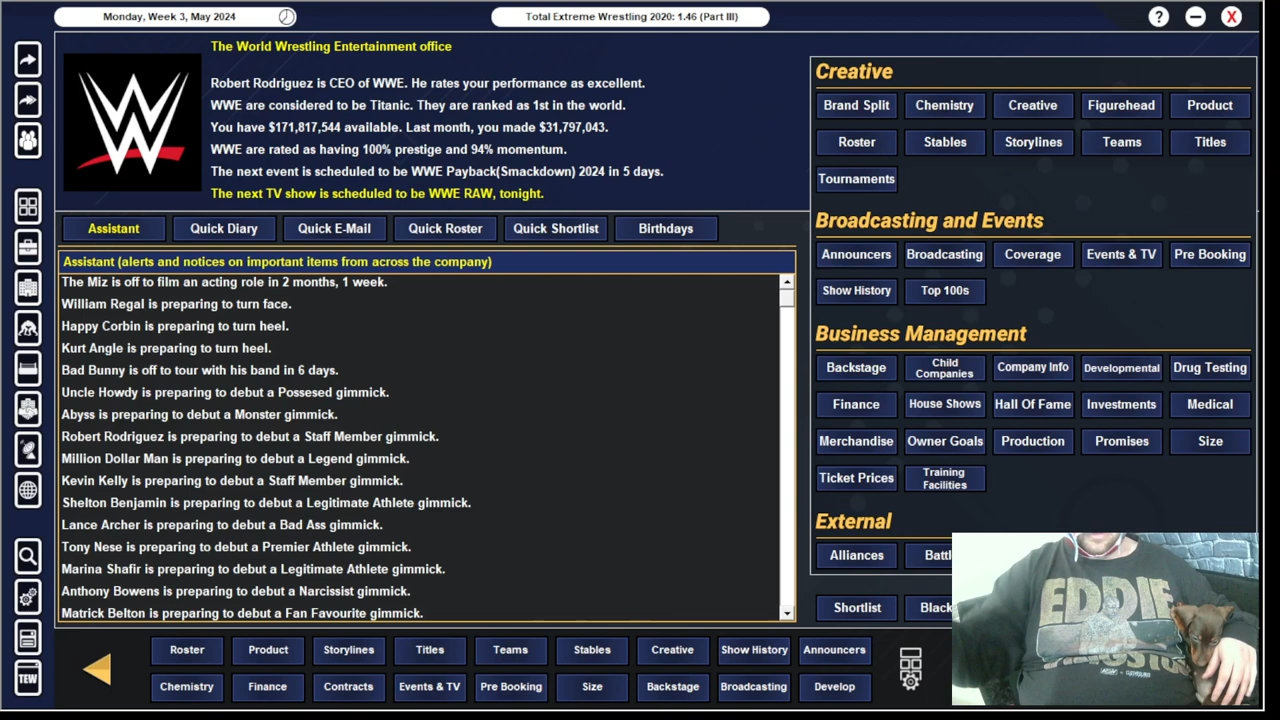 Monday, Week 3, May 2024
Total Extreme Wrestling 2020: 1.46 (Part III)
?
X
The World Wrestling Entertainment office
Robert Rodriguez is CEO of WWE. He rates your performance as excellent.
WWE are considered to be Titanic. They are ranked as 1st in the world.
You have $171,817,544 available. Last month, you made $31,797,043.
WWE are rated as having 100% prestige and 94% momentum.
The next event is scheduled to be WWE Payback(Smackdown) 2024 in 5 days.
The next TV show is scheduled to be WWE RAW, tonight.
Assistant Quick Diary Quick E-Mail Quick Roster Quick Shortlist Birthdays
Assistant (alerts and notices on important items from across the company)
The Miz is off to film an acting role in 2 months, 1 week.
William Regal is preparing to turn face.
Happy Corbin is preparing to turn heel.
Kurt Angle is preparing to turn heel.
Bad Bunny is off to tour with his band in 6 days.
Uncle Howdy is preparing to debut a Possesed gimmick.
Abyss is preparing to debut a Monster gimmick.
Robert Rodriguez is preparing to debut a Staff Member gimmick.
Million Dollar Man is preparing to debut a Legend gimmick.
Kevin Kelly is preparing to debut a Staff Member gimmick.
Shelton Benjamin is preparing to debut a Legitimate Athlete gimmick.
Lance Archer is preparing to debut a Bad Ass gimmick.
Tony Nese is preparing to debut a Premier Athlete gimmick.
Marina Shafir is preparing to debut a Legitimate Athlete gimmick.
Anthony Bowens is preparing to debut a Narcissist gimmick.
Matrick Belton is preparing to debut a Fan Favourite gimmick.
Creative
Brand Split Chemistry Creative Figurehead Product
Roster Stables Storylines Teams Titles
Tournaments
Broadcasting and Events
Announcers Broadcasting Coverage Events & TV Pre Booking
Show History Top 100s
Business Management
Backstage Child Companies Company Info Developmental Drug Testing
Finance House Shows Hall Of Fame Investments Medical
Merchandise Owner Goals Production Promises Size
Ticket Prices Training Facilities
External
Alliances Battl
Shortlist Black
EDDIE
KINGSTON
TEW
Roster Product Storylines Titles Teams Stables Creative Show History Announcers
Chemistry Finance Contracts Events & TV Pre Booking Size Backstage Broadcasting Develop